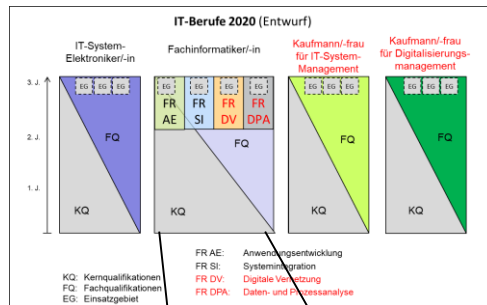 IT-Berufe 2020 (Entwurf)
IT-System-
Elektroniker/-in
Fachinformatiker/-in
Kaufmann/-frau
für IT-System-
Management
Kaufmann/-frau
für Digitalisierungs-
management
3. J.
2. J.
1. J.
EG EG EG
FQ
KQ
EG EG EG EG
FR AE
FR SI
FR DV
FR DPA
FQ
KQ
EG EG EG
FQ
KQ
EG EG EG
FQ
KQ
KQ: Kernqualifikationen
FQ: Fachqualifikationen
EG: Einsatzgebiet
FR AE: Anwendungsentwicklung
FR SI: Systemintegration
FR DV: Digitale Vernetzung
FR DPA: Daten- und Prozessanalyse